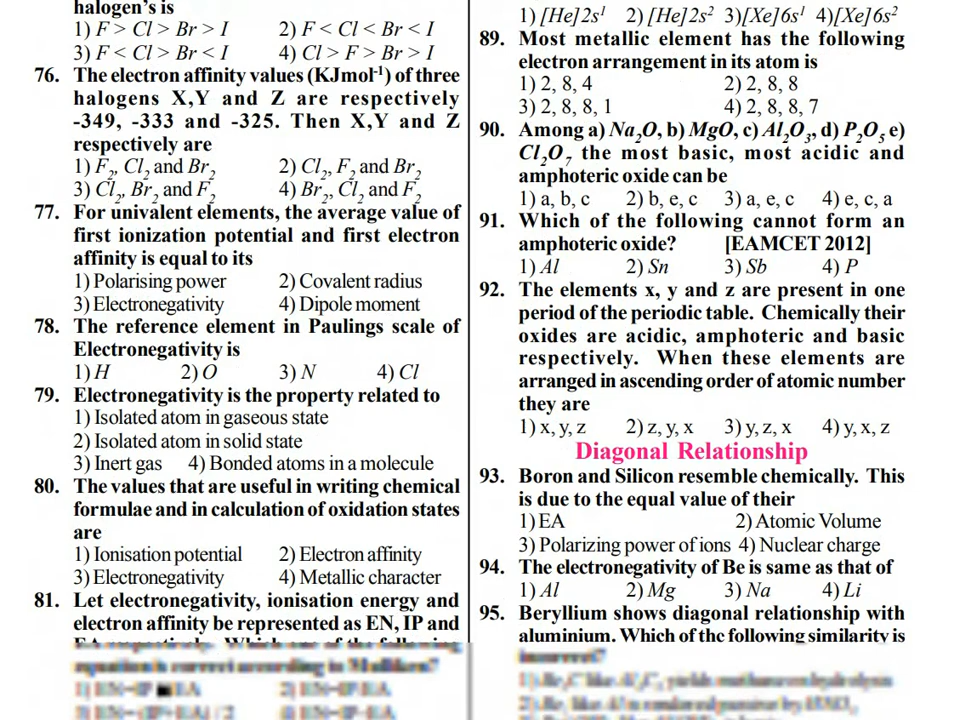 halogen's is
1) F > Cl > Br > I 2) F < Cl < Br < I
3) F < Cl > Br < I 4) Cl > F > Br > I
76. The electron affinity values (KJmol-1) of three
halogens X,Y and Z are respectively
-349, -333 and -325. Then X,Y and Z
respectively are
1) F2, Cl2 and Br2 2) Cl2, F2 and Br2
3) Cl2, Br2 and F2 4) Br2, Cl2 and F2
77. For univalent elements, the average value of
first ionization potential and first electron
affinity is equal to its
1) Polarising power 2) Covalent radius
3) Electronegativity 4) Dipole moment
78. The reference element in Paulings scale of
Electronegativity is
1) H 2) O 3) N 4) Cl
79. Electronegativity is the property related to
1) Isolated atom in gaseous state
2) Isolated atom in solid state
3) Inert gas 4) Bonded atoms in a molecule
80. The values that are useful in writing chemical
formulae and in calculation of oxidation states
are
1) Ionisation potential 2) Electron affinity
3) Electronegativity 4) Metallic character
81. Let electronegativity, ionisation energy and
electron affinity be represented as EN, IP and
equation is correct according to Mulliken?
1) [He]2s1 2) [He]2s2 3)[Xe]6s1 4)[Xe]6s2
89. Most metallic element has the following
electron arrangement in its atom is
1) 2, 8, 4 2) 2, 8, 8
3) 2, 8, 8, 1 4) 2, 8, 8, 7
90. Among a) Na2O, b) MgO, c) Al2O3, d) P2O5 e)
Cl2O7 the most basic, most acidic and
amphoteric oxide can be
1) a, b, c 2) b, e, c 3) a, e, c 4) e, c, a
91. Which of the following cannot form an
amphoteric oxide? [EAMCET 2012]
1) Al 2) Sn 3) Sb 4) P
92. The elements x, y and z are present in one
period of the periodic table. Chemically their
oxides are acidic, amphoteric and basic
respectively. When these elements are
arranged in ascending order of atomic number
they are
1) x, y, z 2) z, y, x 3) y, z, x 4) y, x, z
Diagonal Relationship
93. Boron and Silicon resemble chemically. This
is due to the equal value of their
1) EA 2) Atomic Volume
3) Polarizing power of ions 4) Nuclear charge
94. The electronegativity of Be is same as that of
1) Al 2) Mg 3) Na 4) Li
95. Beryllium shows diagonal relationship with
aluminium. Which of the following similarity is
incorrect?